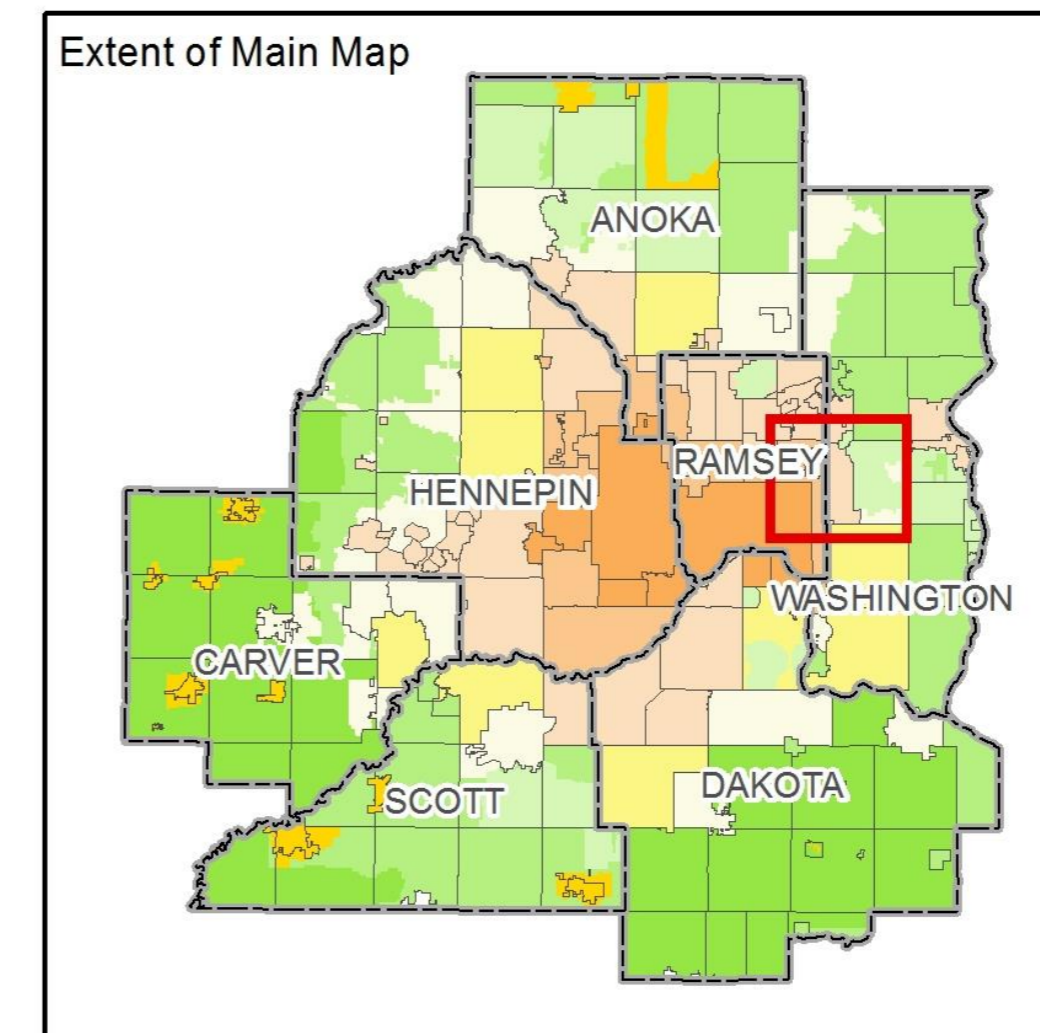 Extent of Main Map
ANOKA
RAMSEY
HENNEPIN
WASHINGTON
CARVER
DAKOTA
SCOTT